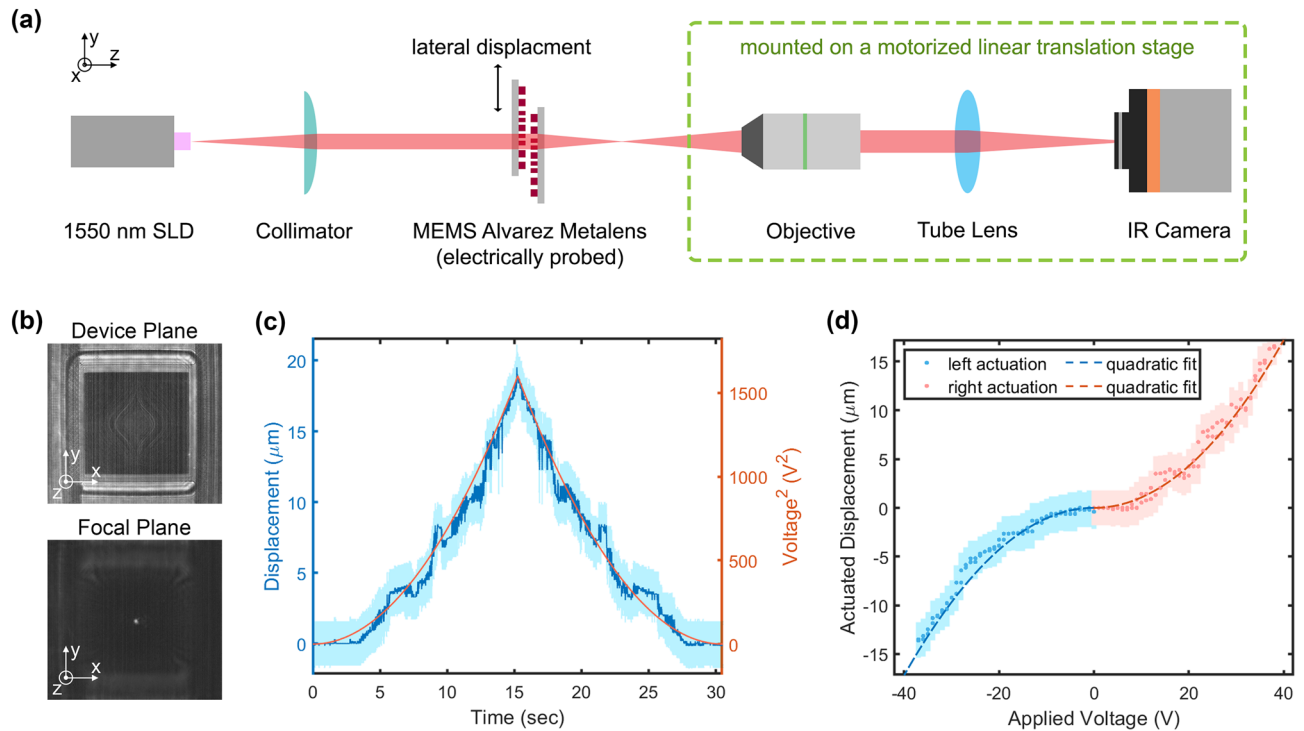 (a)
y
x
z
lateral displacment
mounted on a motorized linear translation stage
1550 nm SLD
Collimator
MEMS Alvarez Metalens
(electrically probed)
Objective
Tube Lens
IR Camera
(b)
Device Plane
y
z
x
Focal Plane
y
z
x
(c)
20
15
10
5
0
Displacement (μm)
1500
1000
500
0
Voltage² (V²)
0
5
10
15
20
25
30
Time (sec)
(d)
left actuation
quadratic fit
right actuation
quadratic fit
15
10
5
0
-5
-10
-15
Actuated Displacement (μm)
-40
-20
0
20
40
Applied Voltage (V)